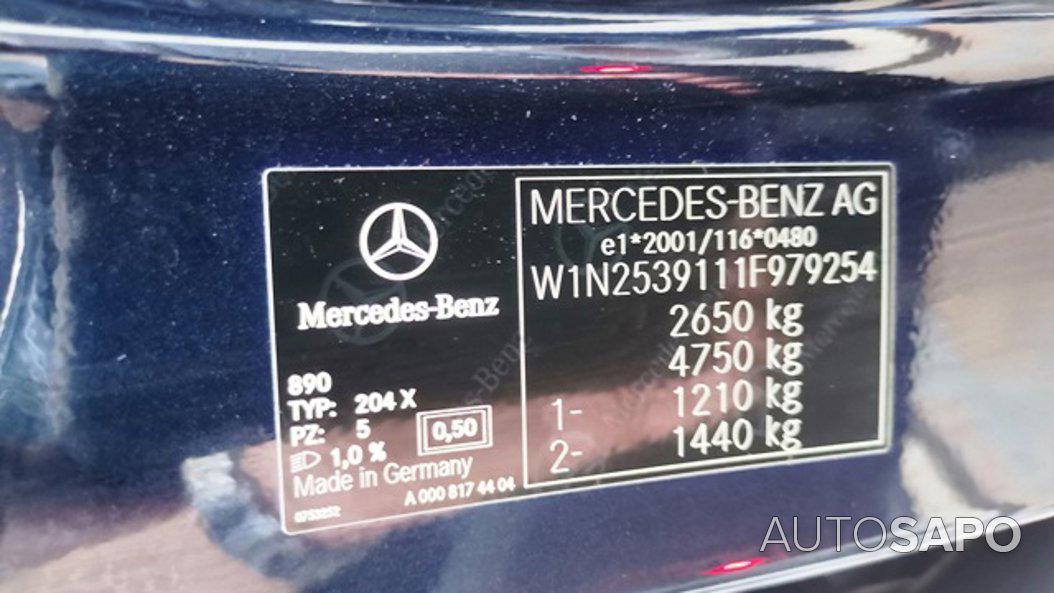 Mercedes-Benz
890
TYP: 204 X
PZ: 5
0,50
1,0 %
Made in Germany
A 000 817 44 04
0753252
MERCEDES-BENZ AG
e1*2001/116*0480
W1N2539111F979254
2650 kg
4750 kg
1- 1210 kg
2- 1440 kg
AUTOSAPO